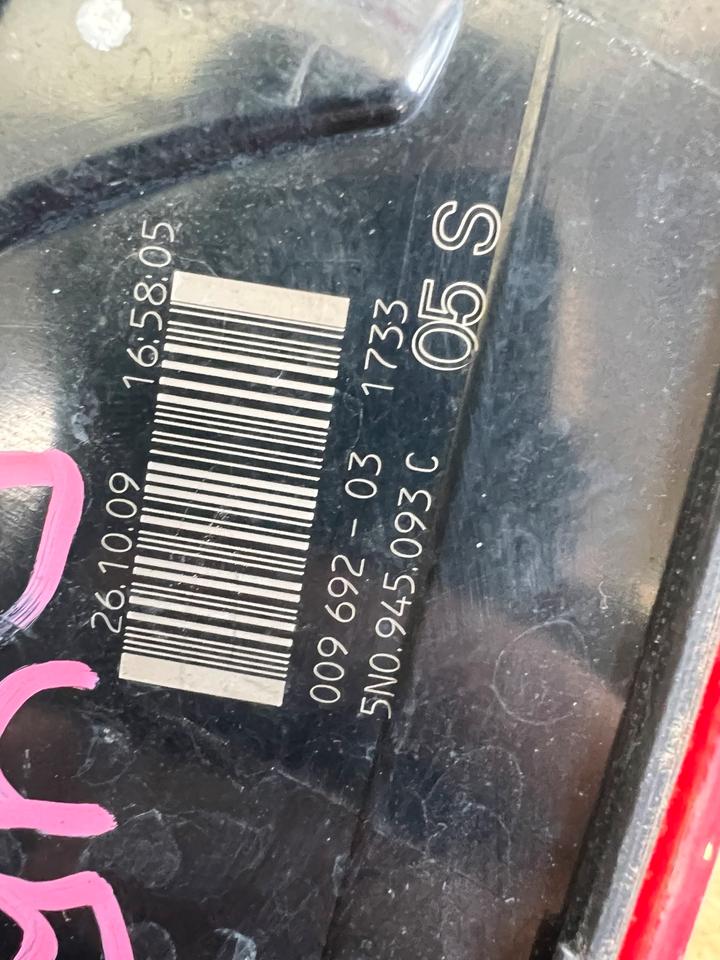 26.10.09 16:58:05
009 692 - 03 1733
5N0.945.093 C
05 S